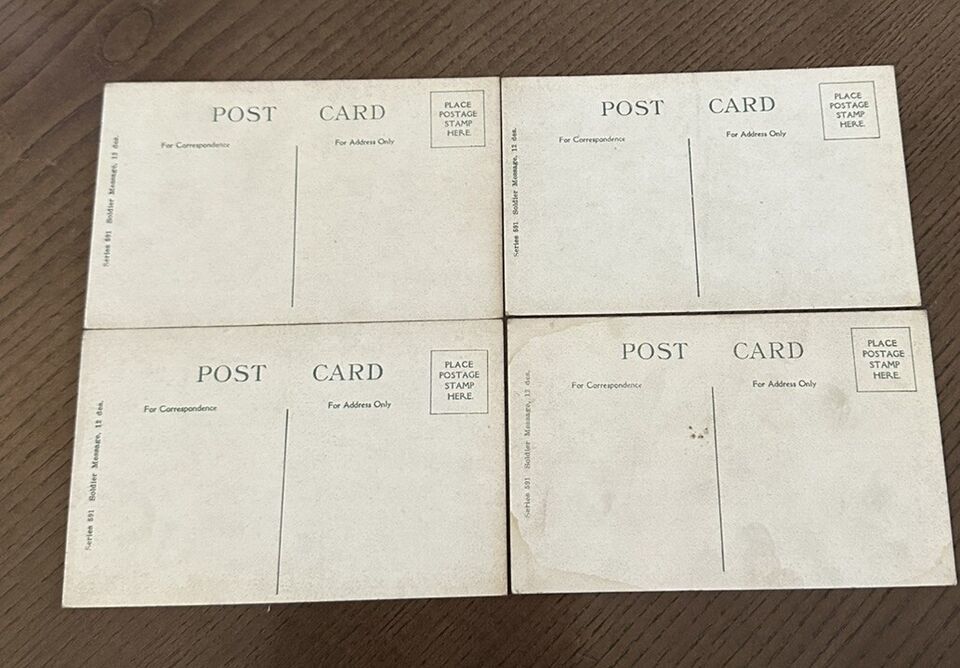 POST CARD
PLACE
POSTAGE
STAMP
HERE.
For Correspondence
For Address Only
Series 591 Soldier Message, 12 des.
POST CARD
PLACE
POSTAGE
STAMP
HERE.
For Correspondence
For Address Only
Series 591 Soldier Message, 12 des.
POST CARD
PLACE
POSTAGE
STAMP
HERE.
For Correspondence
For Address Only
Series 591 Soldier Message, 12 des.
POST CARD
PLACE
POSTAGE
STAMP
HERE.
For Correspondence
For Address Only
Series 591 Soldier Message, 12 des.